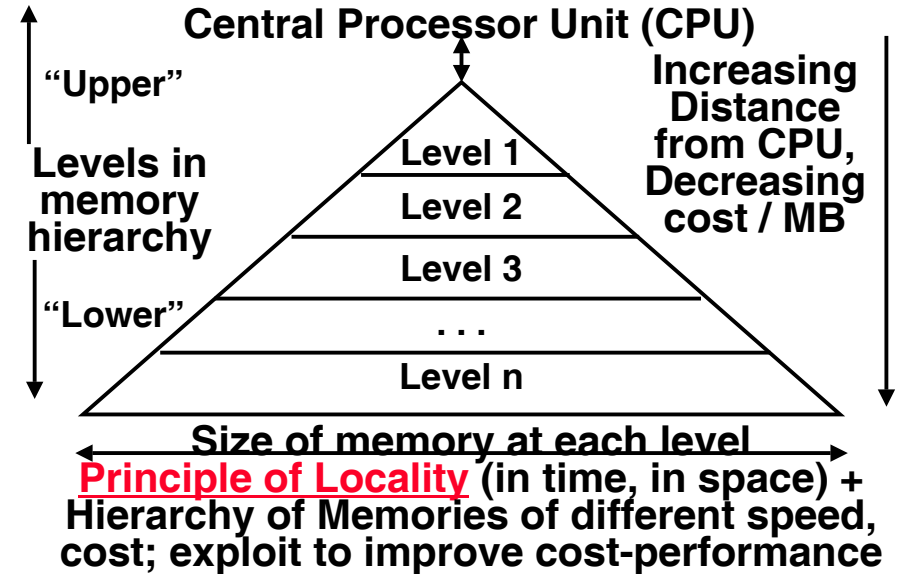 Central Processor Unit (CPU)
“Upper”
Levels in
memory
hierarchy
“Lower”
Increasing
Distance
from CPU,
Decreasing
cost / MB
Level 1
Level 2
Level 3
. . .
Level n
Size of memory at each level
Principle of Locality (in time, in space) +
Hierarchy of Memories of different speed,
cost; exploit to improve cost-performance